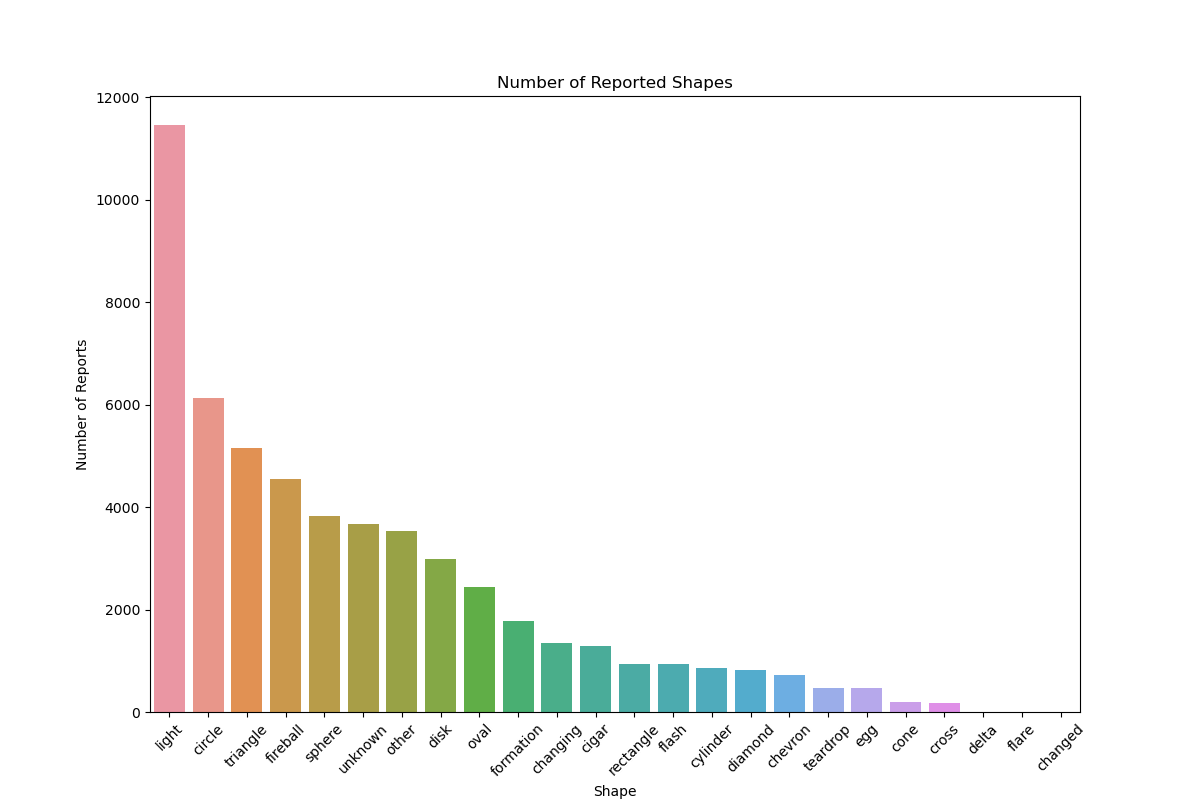 Number of Reported Shapes
Number of Reports
12000
10000
8000
6000
4000
2000
0
light
circle
triangle
fireball
sphere
unknown
other
disk
oval
formation
changing
cigar
rectangle
flash
cylinder
diamond
chevron
teardrop
egg
cone
cross
delta
flare
changed
Shape